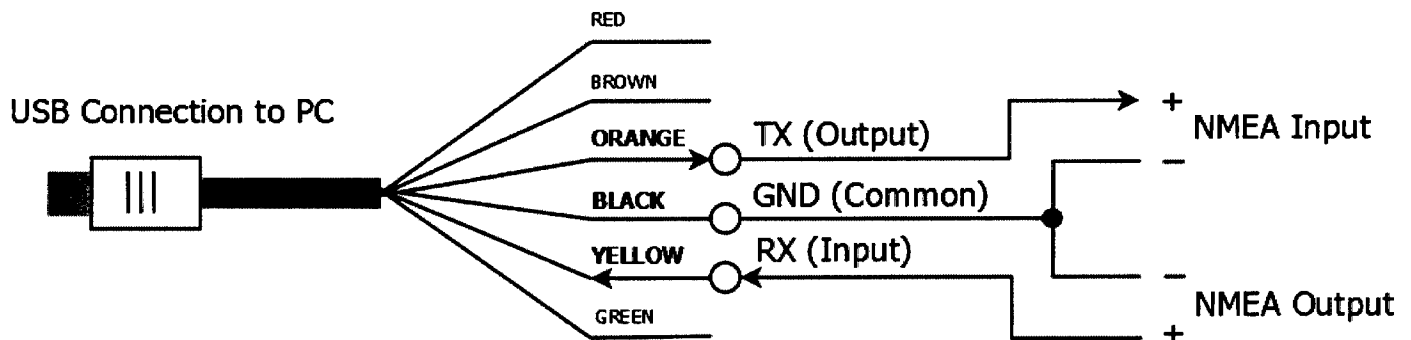 RED
BROWN
USB Connection to PC
ORANGE
TX (Output)
+
NMEA Input
−
BLACK
GND (Common)
YELLOW
RX (Input)
−
NMEA Output
+
GREEN